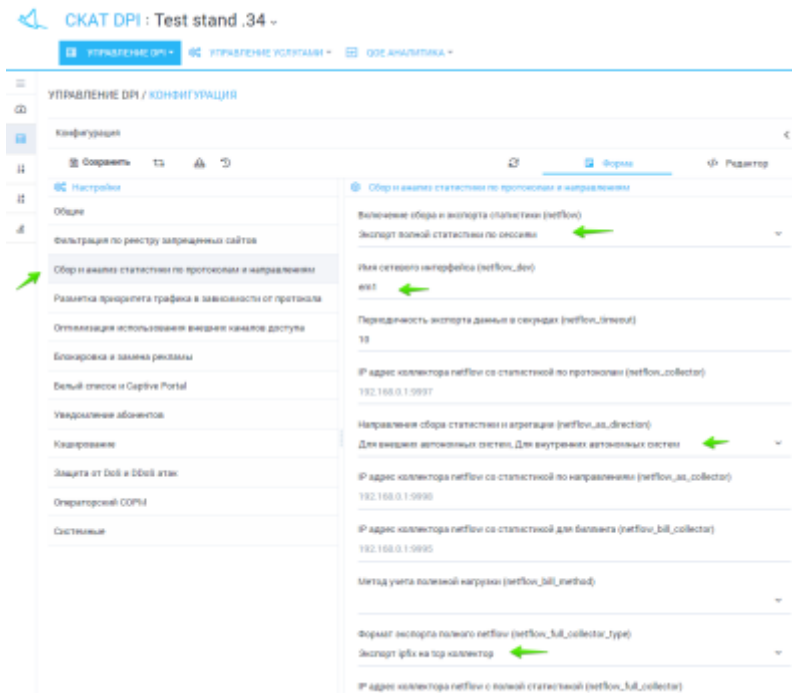 СКАТ DPI : Test stand .34
УПРАВЛЕНИЕ DPI
УПРАВЛЕНИЕ УСЛУГАМИ
QOE АНАЛИТИКА
УПРАВЛЕНИЕ DPI / КОНФИГУРАЦИЯ
Конфигурация
Сохранить
Форма
Редактор
Настройки
Общие
Фильтрация по реестру запрещенных сайтов
Сбор и анализ статистики по протоколам и направлениям
Разметка приоритета трафика в зависимости от протокола
Оптимизация использования внешних каналов доступа
Блокировка и замена рекламы
Белый список и Captive Portal
Уведомление абонентов
Кэширование
Защита от DoS и DDoS атак
Операторский СОРМ
Системные
Сбор и анализ статистики по протоколам и направлениям
Включение сбора и экспорта статистики (netflow)
Экспорт полной статистики по сессиям
Имя сетевого интерфейса (netflow_dev)
em1
Периодичность экспорта данных в секундах (netflow_timeout)
10
IP адрес коллектора netflow со статистикой по протоколам (netflow_collector)
192.168.0.1:9997
Направления сбора статистики и агрегации (netflow_as_direction)
Для внешних автономных систем, Для внутренних автономных систем
IP адрес коллектора netflow со статистикой по направлениям (netflow_as_collector)
192.168.0.1:9998
IP адрес коллектора netflow со статистикой для биллинга (netflow_bill_collector)
192.168.0.1:9995
Метод учета полезной нагрузки (netflow_bill_method)
Формат экспорта полного netflow (netflow_full_collector_type)
Экспорт ipfix на tcp коллектор
IP адрес коллектора netflow с полной статистикой (netflow_full_collector)